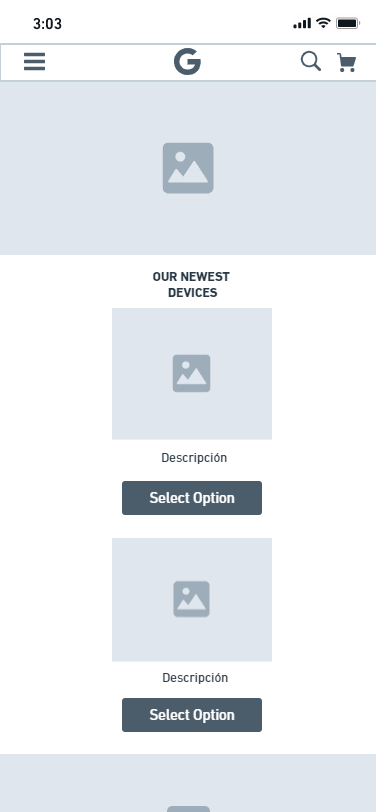 3:03
G
OUR NEWEST
DEVICES
Descripción
Select Option
Descripción
Select Option